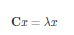 Cx = λx